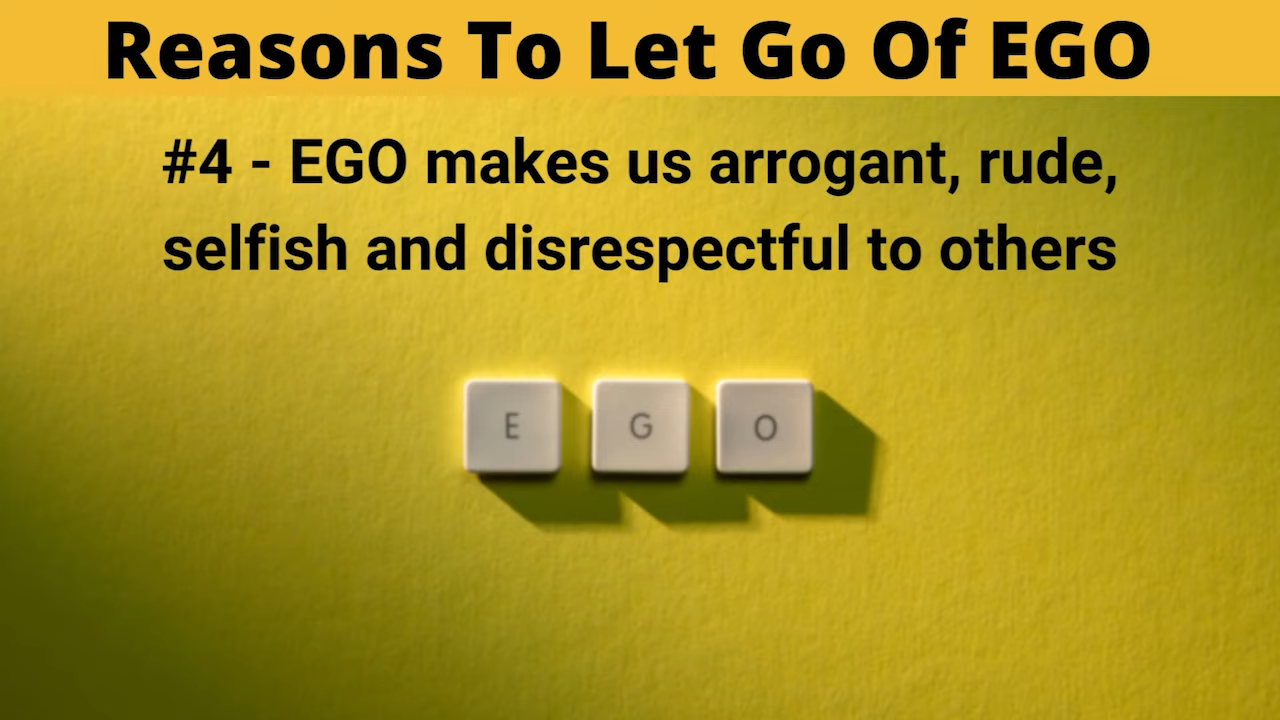 Reasons To Let Go Of EGO
#4 - EGO makes us arrogant, rude,
selfish and disrespectful to others
E G O